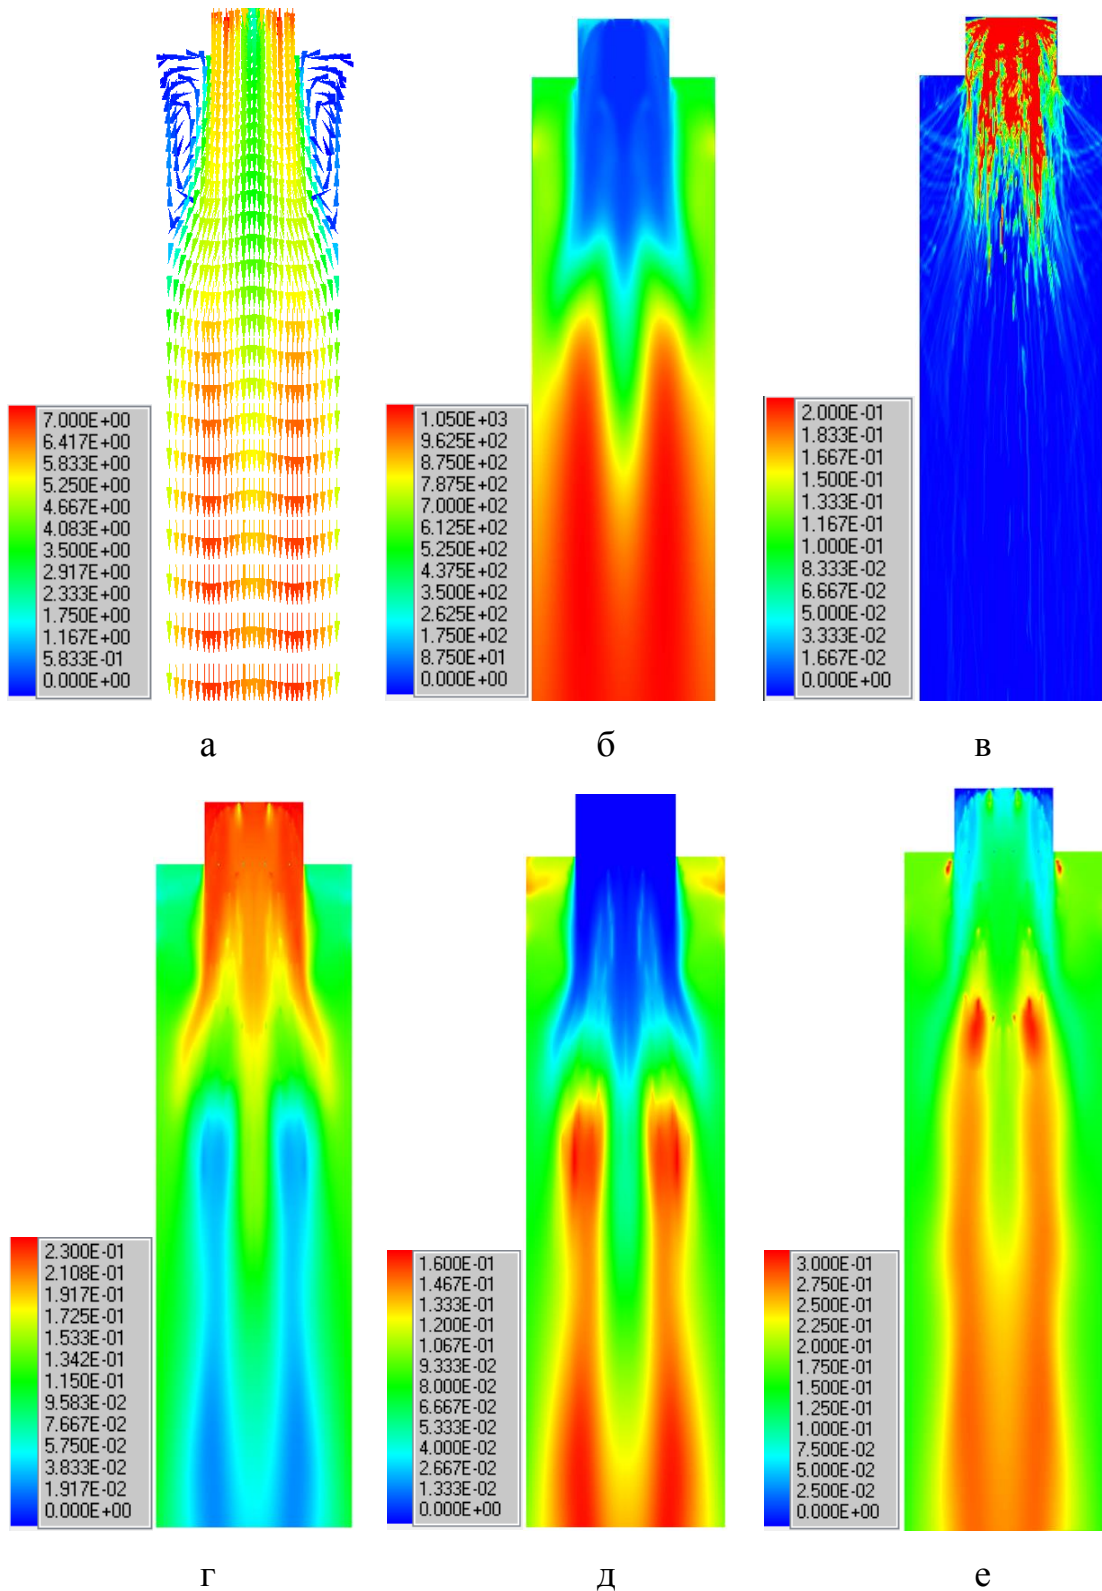 7.000E+00
6.417E+00
5.833E+00
5.250E+00
4.667E+00
4.083E+00
3.500E+00
2.917E+00
2.333E+00
1.750E+00
1.167E+00
5.833E-01
0.000E+00
а
1.050E+03
9.625E+02
8.750E+02
7.875E+02
7.000E+02
6.125E+02
5.250E+02
4.375E+02
3.500E+02
2.625E+02
1.750E+02
8.750E+01
0.000E+00
б
2.000E-01
1.833E-01
1.667E-01
1.500E-01
1.333E-01
1.167E-01
1.000E-01
8.333E-02
6.667E-02
5.000E-02
3.333E-02
1.667E-02
0.000E+00
в
2.300E-01
2.108E-01
1.917E-01
1.725E-01
1.533E-01
1.342E-01
1.150E-01
9.583E-02
7.667E-02
5.750E-02
3.833E-02
1.917E-02
0.000E+00
г
1.600E-01
1.467E-01
1.333E-01
1.200E-01
1.067E-01
9.333E-02
8.000E-02
6.667E-02
5.333E-02
4.000E-02
2.667E-02
1.333E-02
0.000E+00
д
3.000E-01
2.750E-01
2.500E-01
2.250E-01
2.000E-01
1.750E-01
1.500E-01
1.250E-01
1.000E-01
7.500E-02
5.000E-02
2.500E-02
0.000E+00
е